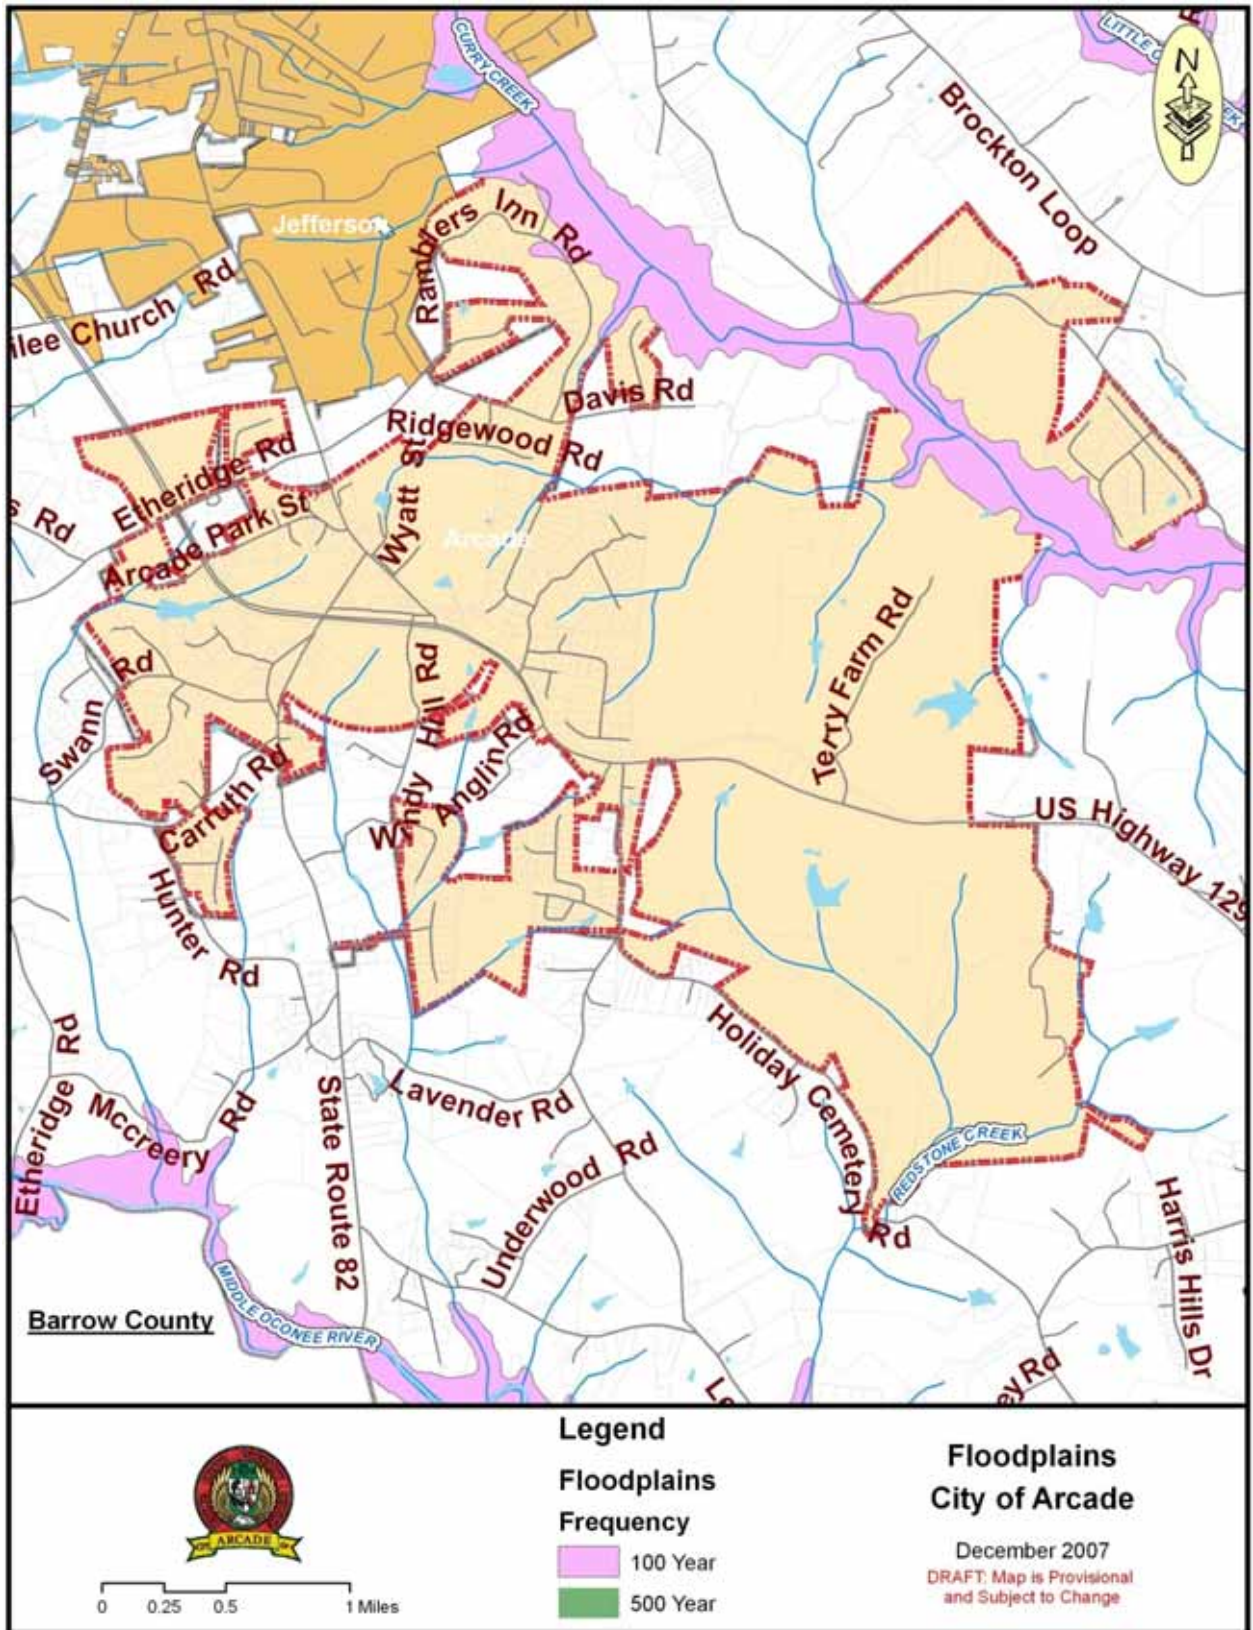 CURRY CREEK
N
Brockton Loop
Jefferson
Ramblers Inn Rd
Rd
Church
Davis Rd
Ridgewood Rd
Etheridge Rd
Wyatt St
s Rd
Arcade Park St
Arcade
Terry Farm Rd
Swann Rd
Windy Hill Rd
Anglin Rd
Carruth Rd
US Highway 129
Hunter Rd
Holiday Cemetery Rd
Etheridge Rd
Mccreery Rd
State Route 82
Lavender Rd
Underwood Rd
REDSTONE CREEK
Harris Hills Dr
MIDDLE OCONEE RIVER
Barrow County
ey Rd
Le
Legend
Floodplains
Frequency
100 Year
500 Year
ARCADE
0 0.25 0.5 1 Miles
Floodplains
City of Arcade
December 2007
DRAFT: Map is Provisional
and Subject to Change